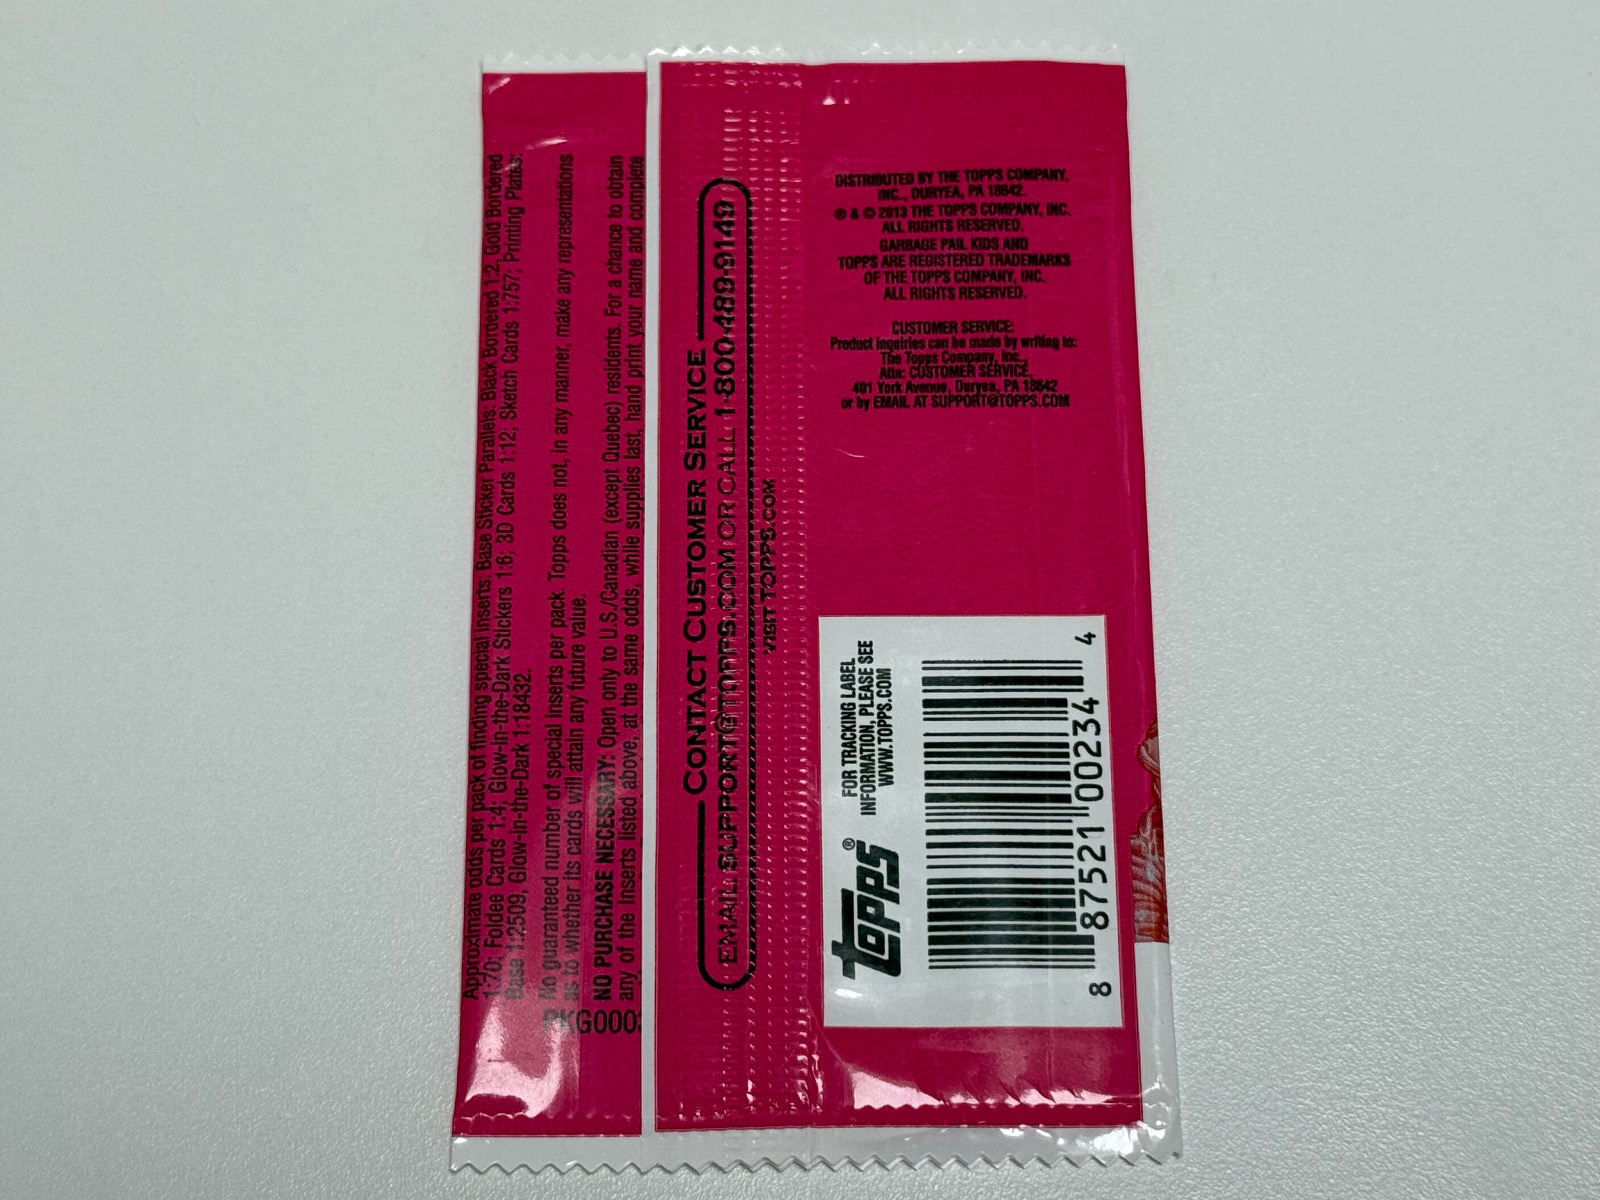 Approximate odds per pack of finding special inserts: Base Sticker Parallels: Black Bordered 1:2, Gold Bordered
1:70; Foldee Cards 1:4; Glow-in-the-Dark Stickers 1:6; 3D Cards 1:12; Sketch Cards 1:757; Printing Plates:
Base 1:2509, Glow-in-the-Dark 1:18432.
No guaranteed number of special inserts per pack. Topps does not, in any manner, make any representations
as to whether its cards will attain any future value.
NO PURCHASE NECESSARY: Open only to U.S./Canadian (except Quebec) residents. For a chance to obtain
any of the Inserts listed above, at the same odds, while supplies last, hand print your name and complete
PKG000
CONTACT CUSTOMER SERVICE
EMAIL SUPPORT@TOPPS.COM OR CALL 1-800-489-9149
VISIT TOPPS.COM
DISTRIBUTED BY THE TOPPS COMPANY,
INC., DURYEA, PA 18642.
® & © 2013 THE TOPPS COMPANY, INC.
ALL RIGHTS RESERVED.
GARBAGE PAIL KIDS AND
TOPPS ARE REGISTERED TRADEMARKS
OF THE TOPPS COMPANY, INC.
ALL RIGHTS RESERVED.
CUSTOMER SERVICE:
Product inquiries can be made by writing to:
The Topps Company, Inc.,
Attn: CUSTOMER SERVICE,
401 York Avenue, Duryea, PA 18642
or by EMAIL AT SUPPORT@TOPPS.COM
topps®
FOR TRACKING LABEL
INFORMATION, PLEASE SEE
WWW.TOPPS.COM
8 87521 00234 4